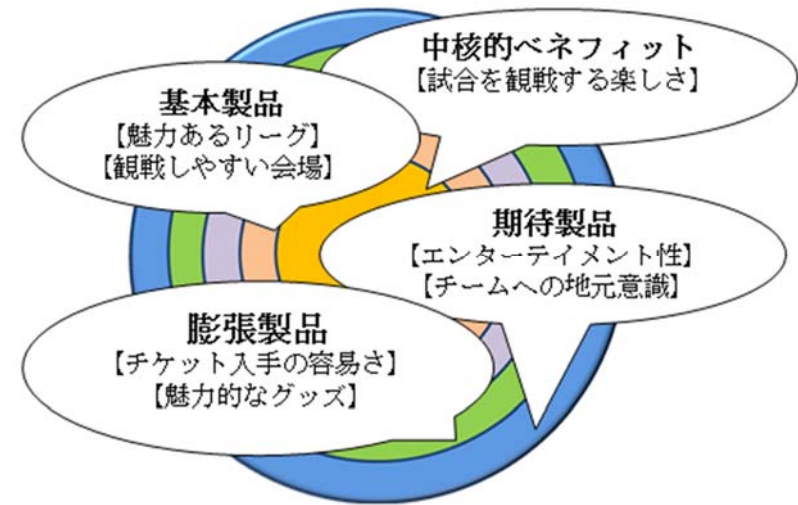 中核的ベネフィット
【試合を観戦する楽しさ】
基本製品
【魅力あるリーグ】
【観戦しやすい会場】
期待製品
【エンターテイメント性】
【チームへの地元意識】
膨張製品
【チケット入手の容易さ】
【魅力的なグッズ】